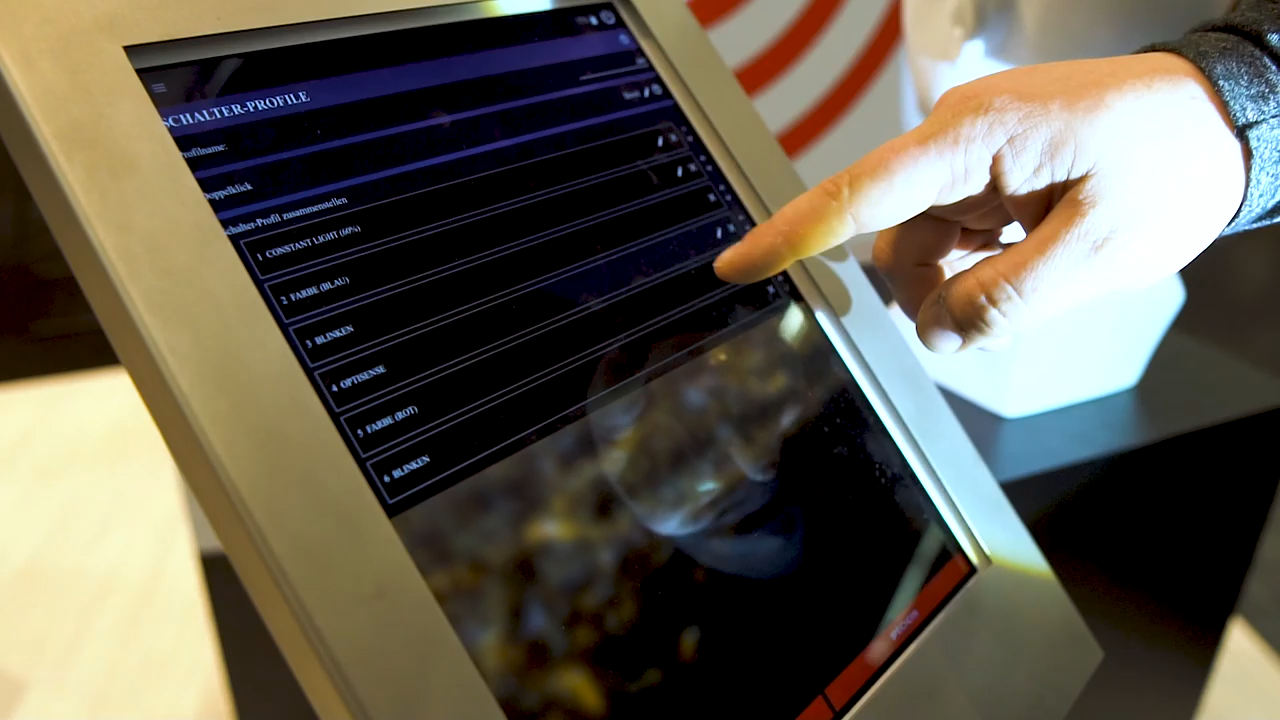 SCHALTER-PROFILE
Profilname:
Doppelklick
Schalter-Profil zusammenstellen
1 CONSTANT LIGHT (60%)
2 FARBE (BLAU)
3 BLINKEN
4 OPTISENSE
5 FARBE (ROT)
6 BLINKEN